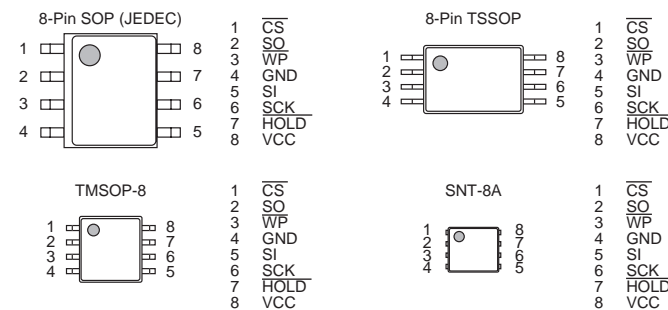 8-Pin SOP (JEDEC)
1 8
2 7
3 6
4 5
1 CS
2 SO
3 WP
4 GND
5 SI
6 SCK
7 HOLD
8 VCC
8-Pin TSSOP
1 8
2 7
3 6
4 5
1 CS
2 SO
3 WP
4 GND
5 SI
6 SCK
7 HOLD
8 VCC
TMSOP-8
1 8
2 7
3 6
4 5
1 CS
2 SO
3 WP
4 GND
5 SI
6 SCK
7 HOLD
8 VCC
SNT-8A
1 8
2 7
3 6
4 5
1 CS
2 SO
3 WP
4 GND
5 SI
6 SCK
7 HOLD
8 VCC